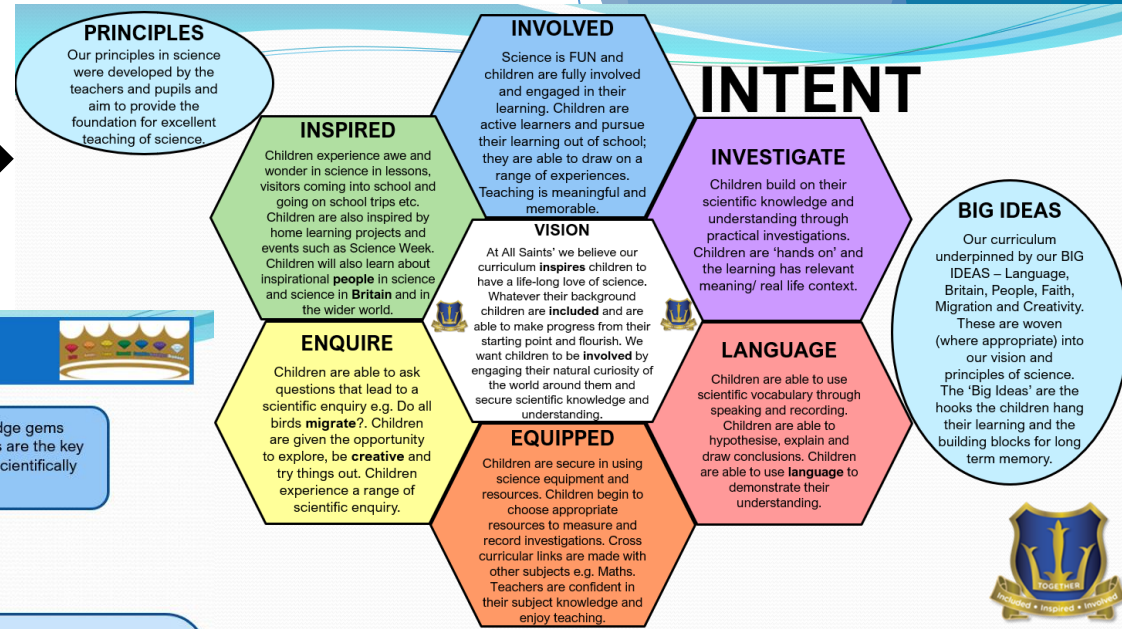 PRINCIPLES
Our principles in science
were developed by the
teachers and pupils and
aim to provide the
foundation for excellent
teaching of science.
INVOLVED
Science is FUN and
children are fully involved
and engaged in their
learning. Children are
active learners and pursue
their learning out of school;
they are able to draw on a
range of experiences.
Teaching is meaningful and
memorable.
INTENT
INSPIRED
Children experience awe and
wonder in science in lessons,
visitors coming into school and
going on school trips etc.
Children are also inspired by
home learning projects and
events such as Science Week.
Children will also learn about
inspirational people in science
and science in Britain and in
the wider world.
INVESTIGATE
Children build on their
scientific knowledge and
understanding through
practical investigations.
Children are ‘hands on’ and
the learning has relevant
meaning/ real life context.
VISION
At All Saints’ we believe our
curriculum inspires children to
have a life-long love of science.
Whatever their background
children are included and are
able to make progress from their
starting point and flourish. We
want children to be involved by
engaging their natural curiosity of
the world around them and
secure scientific knowledge and
understanding.
BIG IDEAS
Our curriculum
underpinned by our BIG
IDEAS – Language,
Britain, People, Faith,
Migration and Creativity.
These are woven
(where appropriate) into
our vision and
principles of science.
The ‘Big Ideas’ are the
hooks the children hang
their learning and the
building blocks for long
term memory.
ENQUIRE
Children are able to ask
questions that lead to a
scientific enquiry e.g. Do all
birds migrate?. Children
are given the opportunity
to explore, be creative and
try things out. Children
experience a range of
scientific enquiry.
LANGUAGE
Children are able to use
scientific vocabulary through
speaking and recording.
Children are able to
hypothesise, explain and
draw conclusions. Children
are able to use language to
demonstrate their
understanding.
EQUIPPED
Children are secure in using
science equipment and
resources. Children begin to
choose appropriate
resources to measure and
record investigations. Cross
curricular links are made with
other subjects e.g. Maths.
Teachers are confident in
their subject knowledge and
enjoy teaching.
dge gems
s are the key
cientifically
TOGETHER
Included • Inspired • Involved